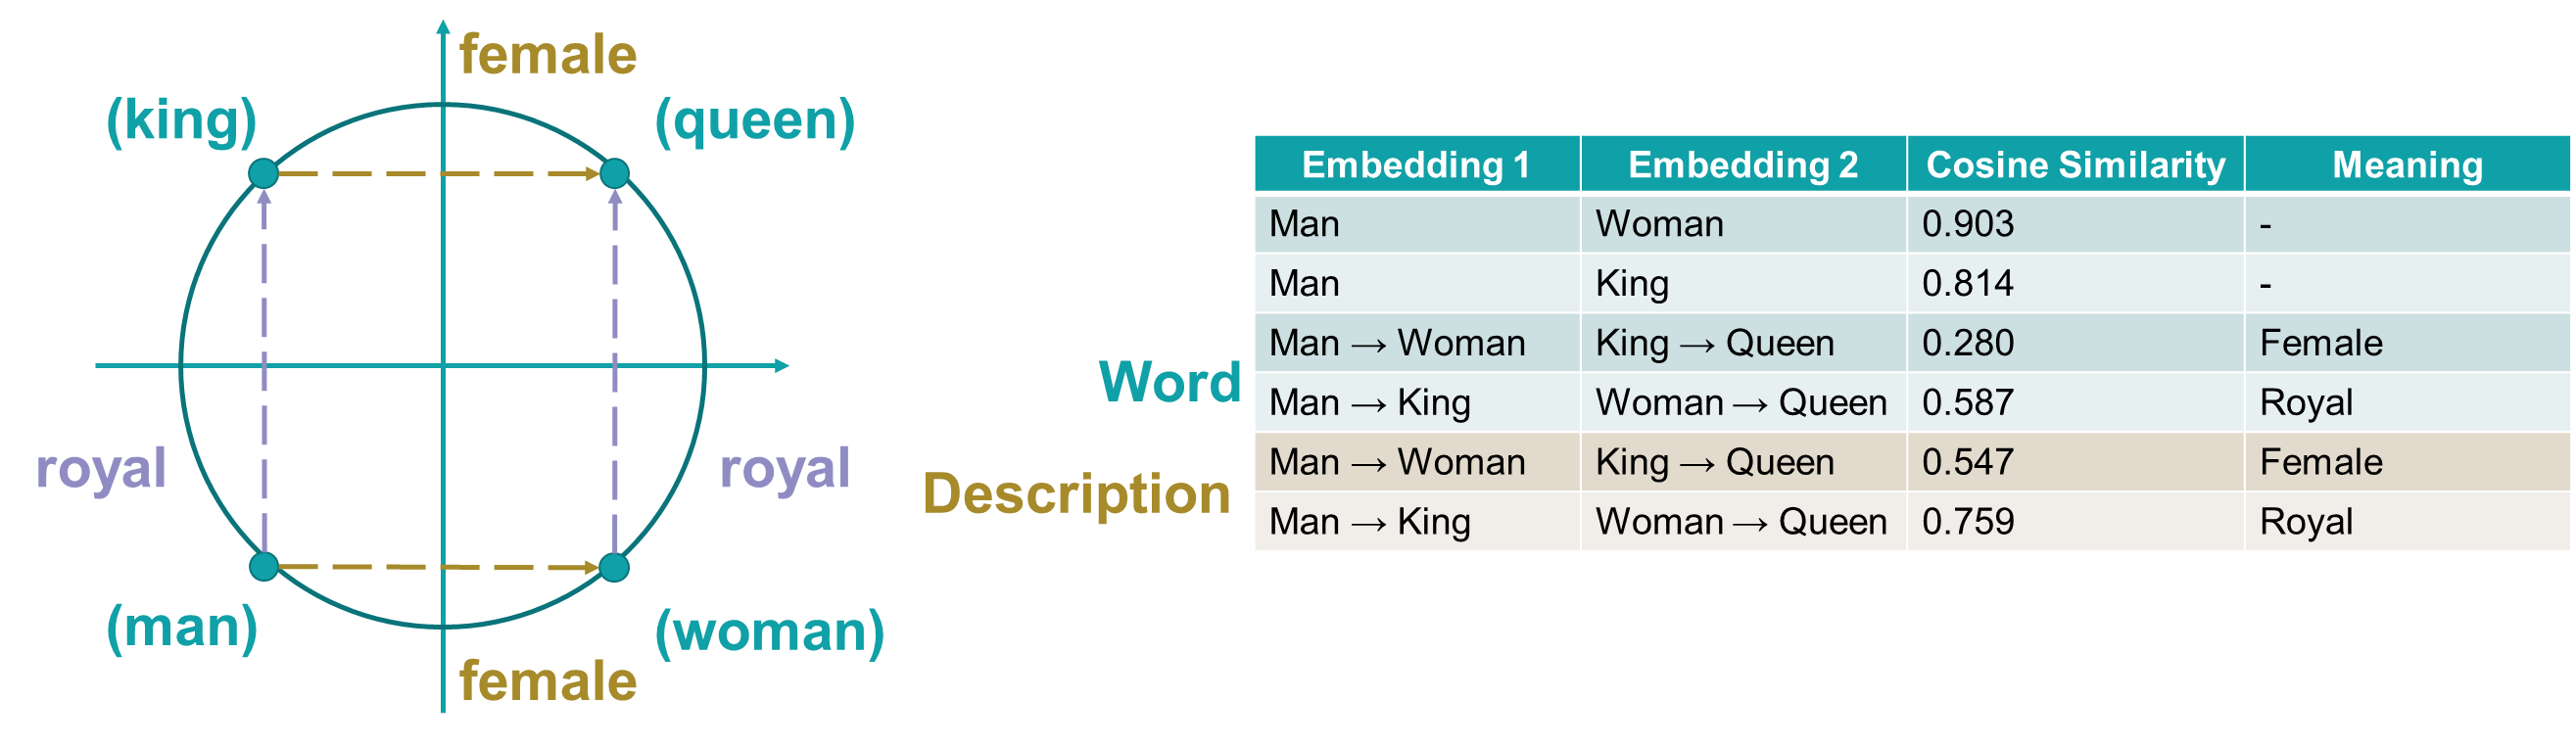 female
(king)
(queen)
royal
royal
(man)
(woman)
female
Word
Description
Embedding 1 Embedding 2 Cosine Similarity Meaning
Man Woman 0.903 -
Man King 0.814 -
Man → Woman King → Queen 0.280 Female
Man → King Woman → Queen 0.587 Royal
Man → Woman King → Queen 0.547 Female
Man → King Woman → Queen 0.759 Royal